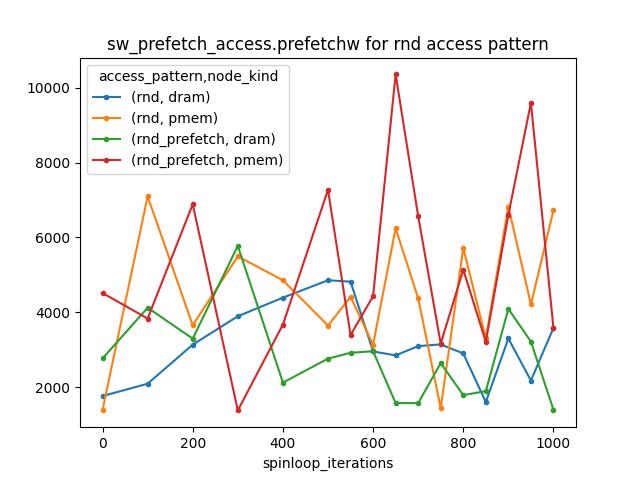 sw_prefetch_access.prefetchw for rnd access pattern
access_pattern,node_kind
(rnd, dram)
(rnd, pmem)
(rnd_prefetch, dram)
(rnd_prefetch, pmem)
10000
8000
6000
4000
2000
0 200 400 600 800 1000
spinloop_iterations